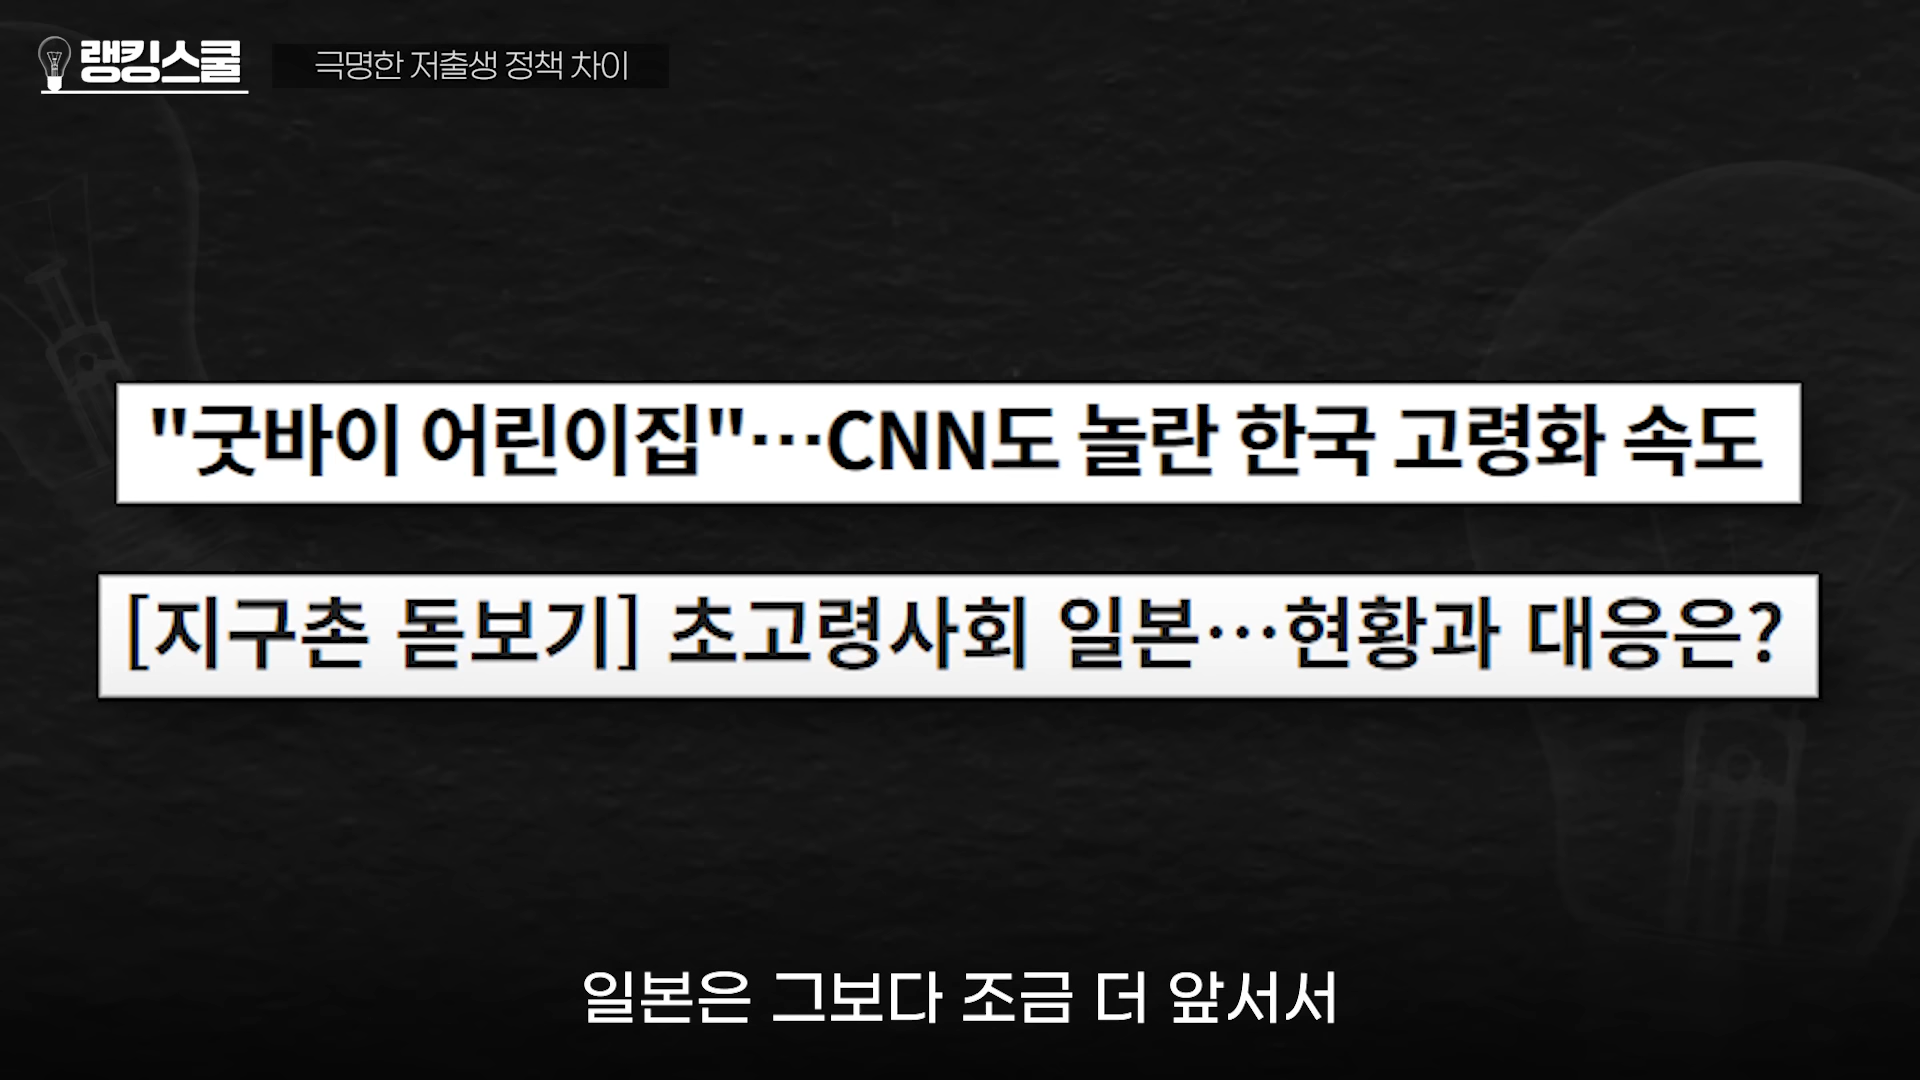 랭킹스쿨
극명한 저출생 정책 차이
"굿바이 어린이집"…CNN도 놀란 한국 고령화 속도
[지구촌 돋보기] 초고령사회 일본…현황과 대응은?
일본은 그보다 조금 더 앞서서